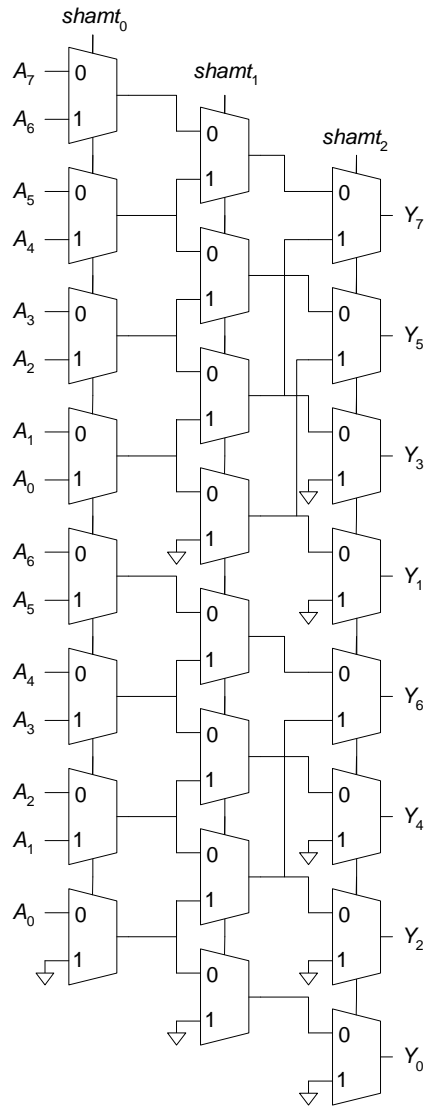 shamt₀
shamt₁
shamt₂
A₇ 0
A₆ 1
0
1
0
1
Y₇
A₅ 0
A₄ 1
0
1
0
1
Y₅
A₃ 0
A₂ 1
0
1
0
1
Y₃
A₁ 0
A₀ 1
0
1
0
1
Y₁
A₆ 0
A₅ 1
0
1
0
1
Y₆
A₄ 0
A₃ 1
0
1
0
1
Y₄
A₂ 0
A₁ 1
0
1
0
1
Y₂
A₀ 0
1
0
1
0
1
Y₀